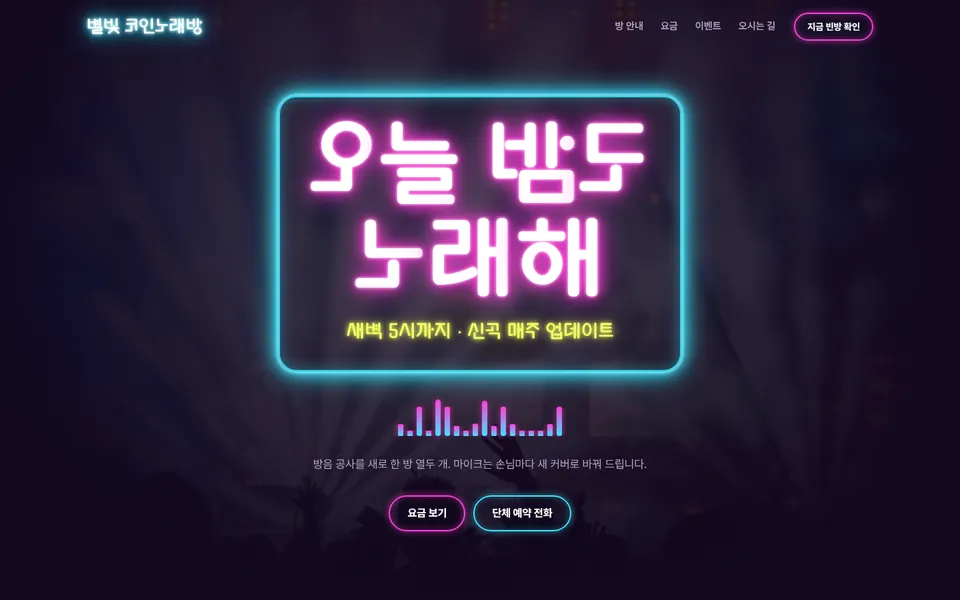 별빛 코인노래방
방 안내
요금
이벤트
오시는 길
지금 빈방 확인
오늘 밤도
노래해
새벽 5시까지 · 신곡 매주 업데이트
방음 공사를 새로 한 방 열두 개. 마이크는 손님마다 새 커버로 바꿔 드립니다.
요금 보기
단체 예약 전화